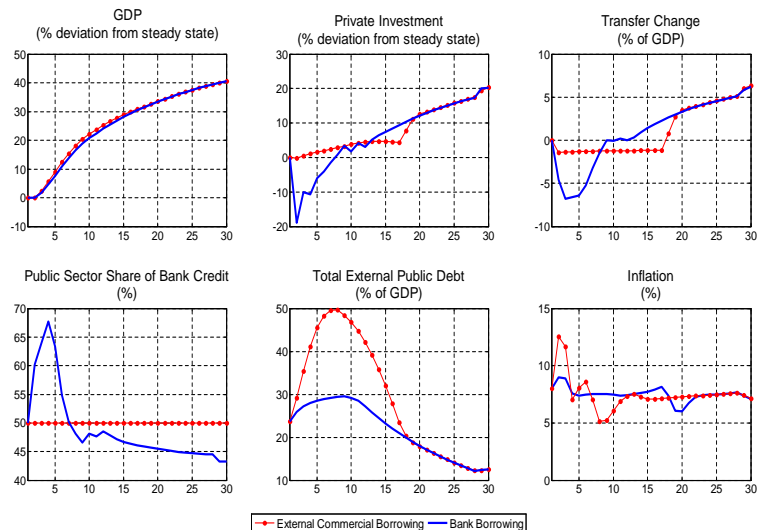 GDP
(% deviation from steady state)
Private Investment
(% deviation from steady state)
Transfer Change
(% of GDP)
50
40
30
20
10
0
-10
5 10 15 20 25 30
30
20
10
0
-10
-20
5 10 15 20 25 30
10
5
0
-5
-10
5 10 15 20 25 30
Public Sector Share of Bank Credit
(%)
Total External Public Debt
(% of GDP)
Inflation
(%)
70
65
60
55
50
45
40
5 10 15 20 25 30
50
40
30
20
10
5 10 15 20 25 30
15
10
5
0
5 10 15 20 25 30
External Commercial Borrowing Bank Borrowing